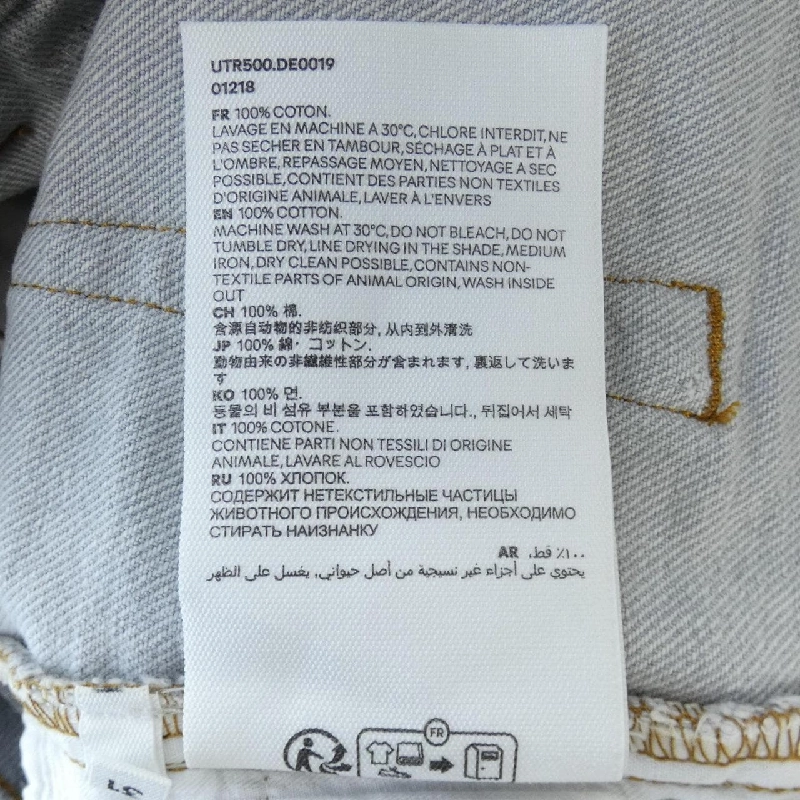 UTR500.DE0019
01218
FR 100% COTON.
LAVAGE EN MACHINE A 30°C, CHLORE INTERDIT, NE
PAS SECHER EN TAMBOUR, SÉCHAGE À PLAT ET À
L'OMBRE, REPASSAGE MOYEN, NETTOYAGE A SEC
POSSIBLE, CONTIENT DES PARTIES NON TEXTILES
D'ORIGINE ANIMALE, LAVER À L'ENVERS
EN 100% COTTON.
MACHINE WASH AT 30°C, DO NOT BLEACH, DO NOT
TUMBLE DRY, LINE DRYING IN THE SHADE, MEDIUM
IRON, DRY CLEAN POSSIBLE, CONTAINS NON-
TEXTILE PARTS OF ANIMAL ORIGIN, WASH INSIDE
OUT
CH 100% 棉.
含源自动物的非纺织部分, 从内到外清洗
JP 100% 綿・コットン.
動物由来の非繊維性部分が含まれます, 裏返して洗いま
す
KO 100% 면.
동물의 비 섬유 부분을 포함하였습니다., 뒤집어서 세탁
IT 100% COTONE.
CONTIENE PARTI NON TESSILI DI ORIGINE
ANIMALE, LAVARE AL ROVESCIO
RU 100% ХЛОПОК.
СОДЕРЖИТ НЕТЕКСТИЛЬНЫЕ ЧАСТИЦЫ
ЖИВОТНОГО ПРОИСХОЖДЕНИЯ, НЕОБХОДИМО
СТИРАТЬ НАИЗНАНКУ
AR ١٠٠٪ قطن.
يحتوي على أجزاء غير نسيجية من أصل حيواني, يغسل على الظهر
FR
31